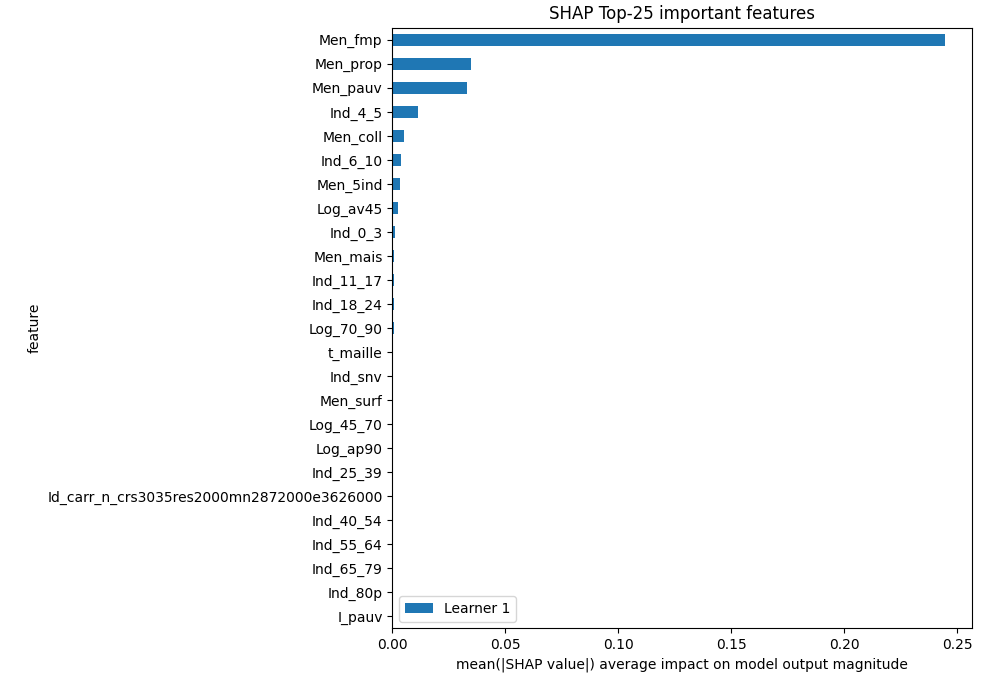 SHAP Top-25 important features
Men_fmp
Men_prop
Men_pauv
Ind_4_5
Men_coll
Ind_6_10
Men_5ind
Log_av45
Ind_0_3
Men_mais
Ind_11_17
Ind_18_24
Log_70_90
t_maille
Ind_snv
Men_surf
Log_45_70
Log_ap90
Ind_25_39
Id_carr_n_crs3035res2000mn2872000e3626000
Ind_40_54
Ind_55_64
Ind_65_79
Ind_80p
I_pauv
feature
Learner 1
0.00 0.05 0.10 0.15 0.20 0.25
mean(|SHAP value|) average impact on model output magnitude